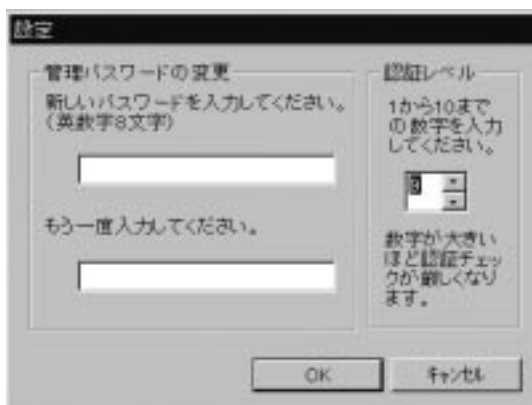 設定
管理パスワードの変更
新しいパスワードを入力してください。
(英数字8文字)
もう一度入力してください。
認証レベル
1から10まで
の数字を入力
してください。
9
数字が大きい
ほど認証チェッ
クが厳しくなり
ます。
OK
キャンセル